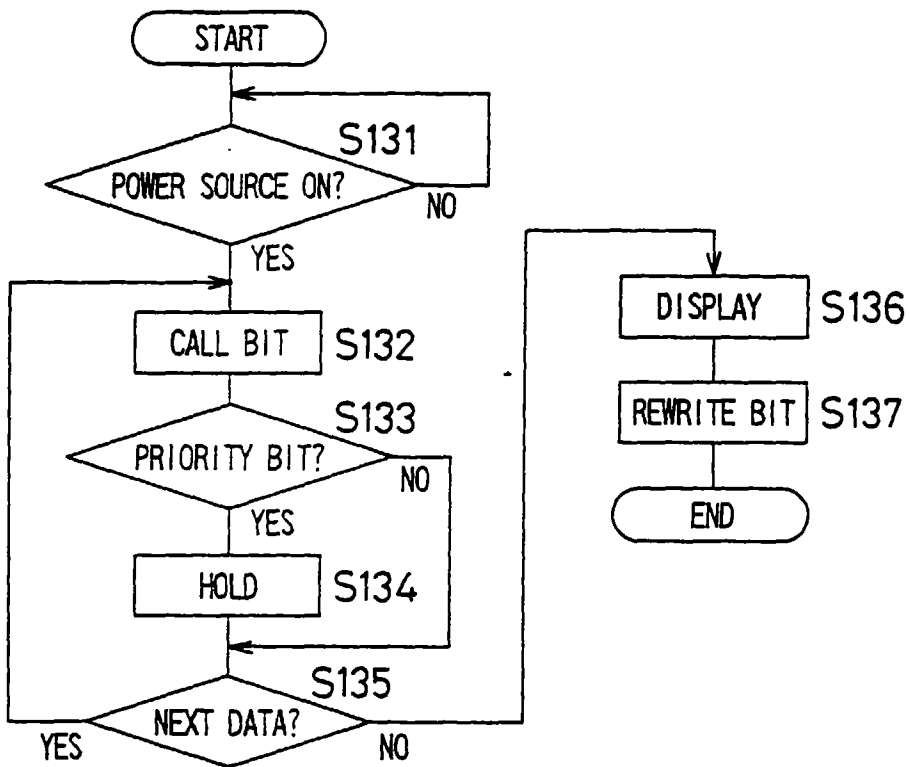 START
S131
POWER SOURCE ON?
NO
YES
CALL BIT
S132
S133
PRIORITY BIT?
NO
YES
HOLD
S134
S135
NEXT DATA?
YES
NO
DISPLAY
S136
REWRITE BIT
S137
END